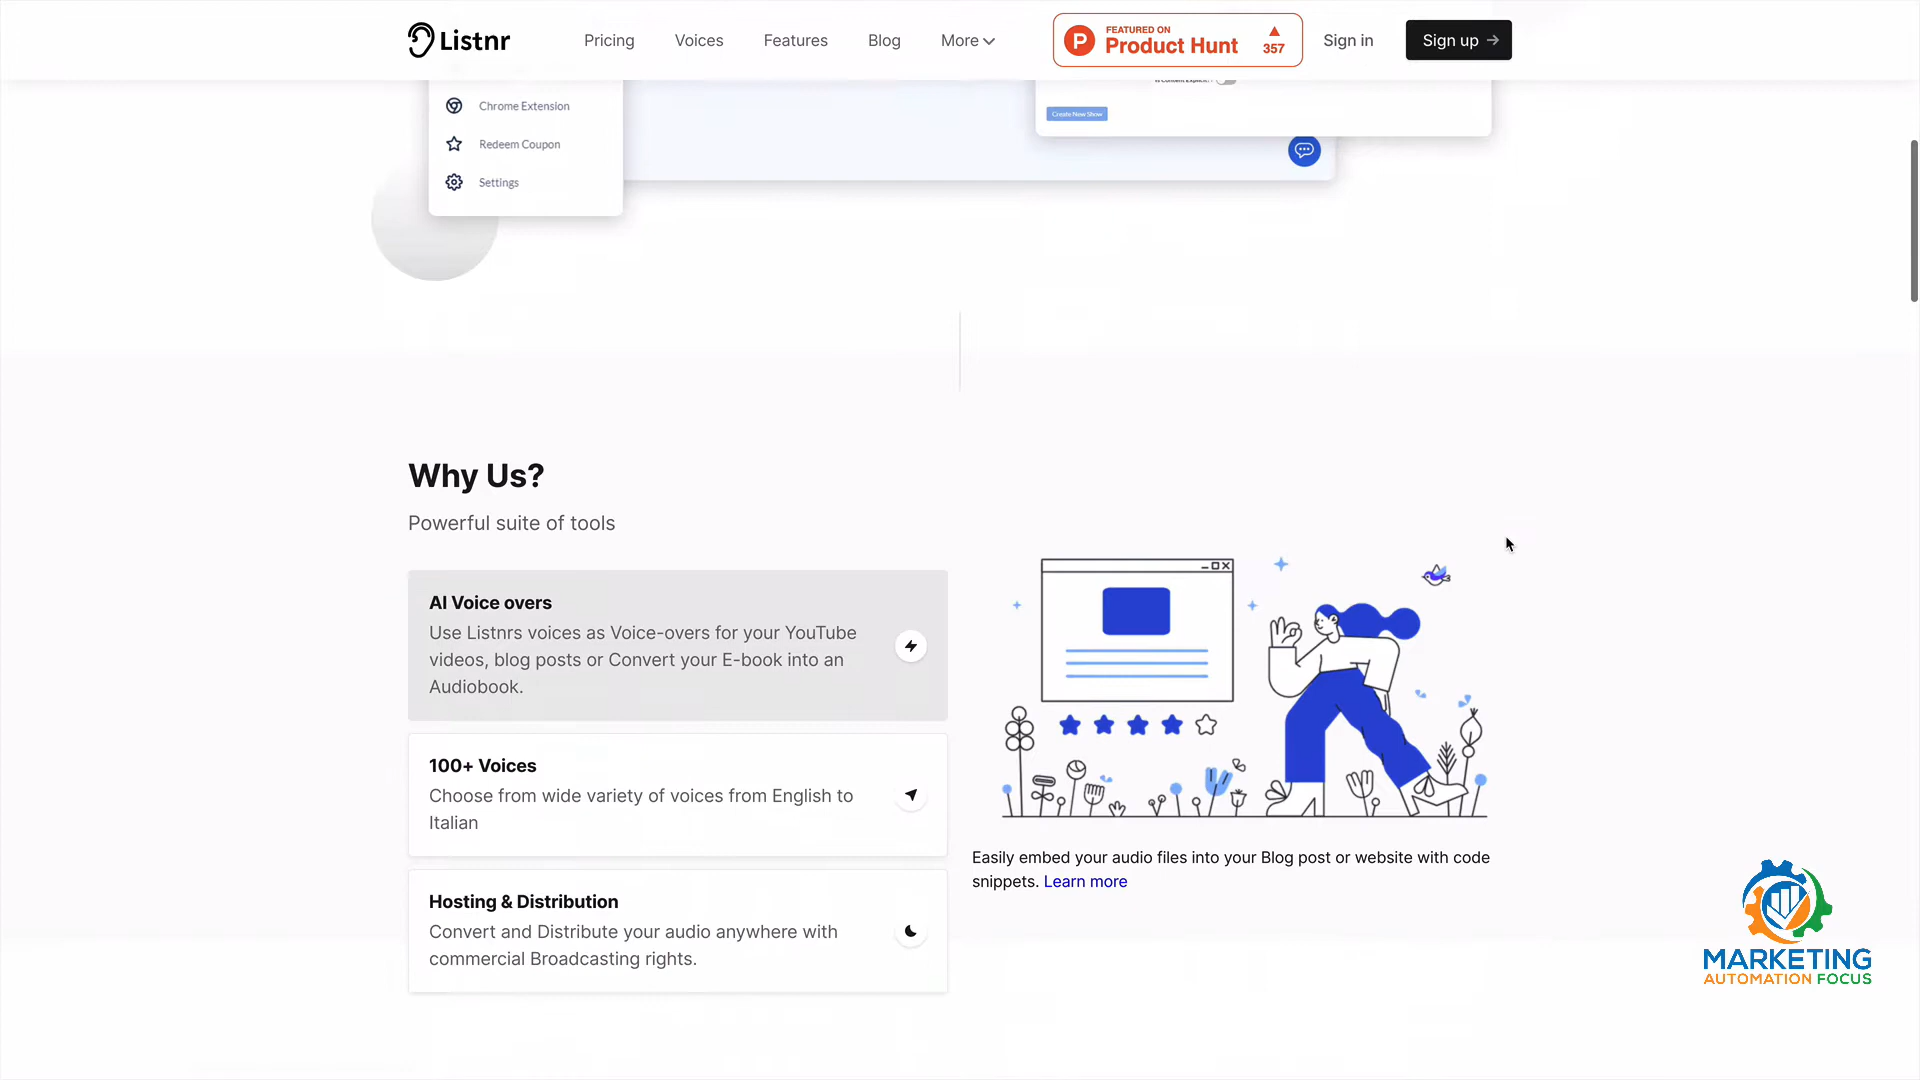 Listnr
Pricing
Voices
Features
Blog
More
P
FEATURED ON
Product Hunt
357
Sign in
Sign up →
Chrome Extension
Redeem Coupon
Settings
Create New Show
Why Us?
Powerful suite of tools
AI Voice overs
Use Listnrs voices as Voice-overs for your YouTube
videos, blog posts or Convert your E-book into an
Audiobook.
100+ Voices
Choose from wide variety of voices from English to
Italian
Hosting & Distribution
Convert and Distribute your audio anywhere with
commercial Broadcasting rights.
Easily embed your audio files into your Blog post or website with code
snippets. Learn more
MARKETING
AUTOMATION FOCUS